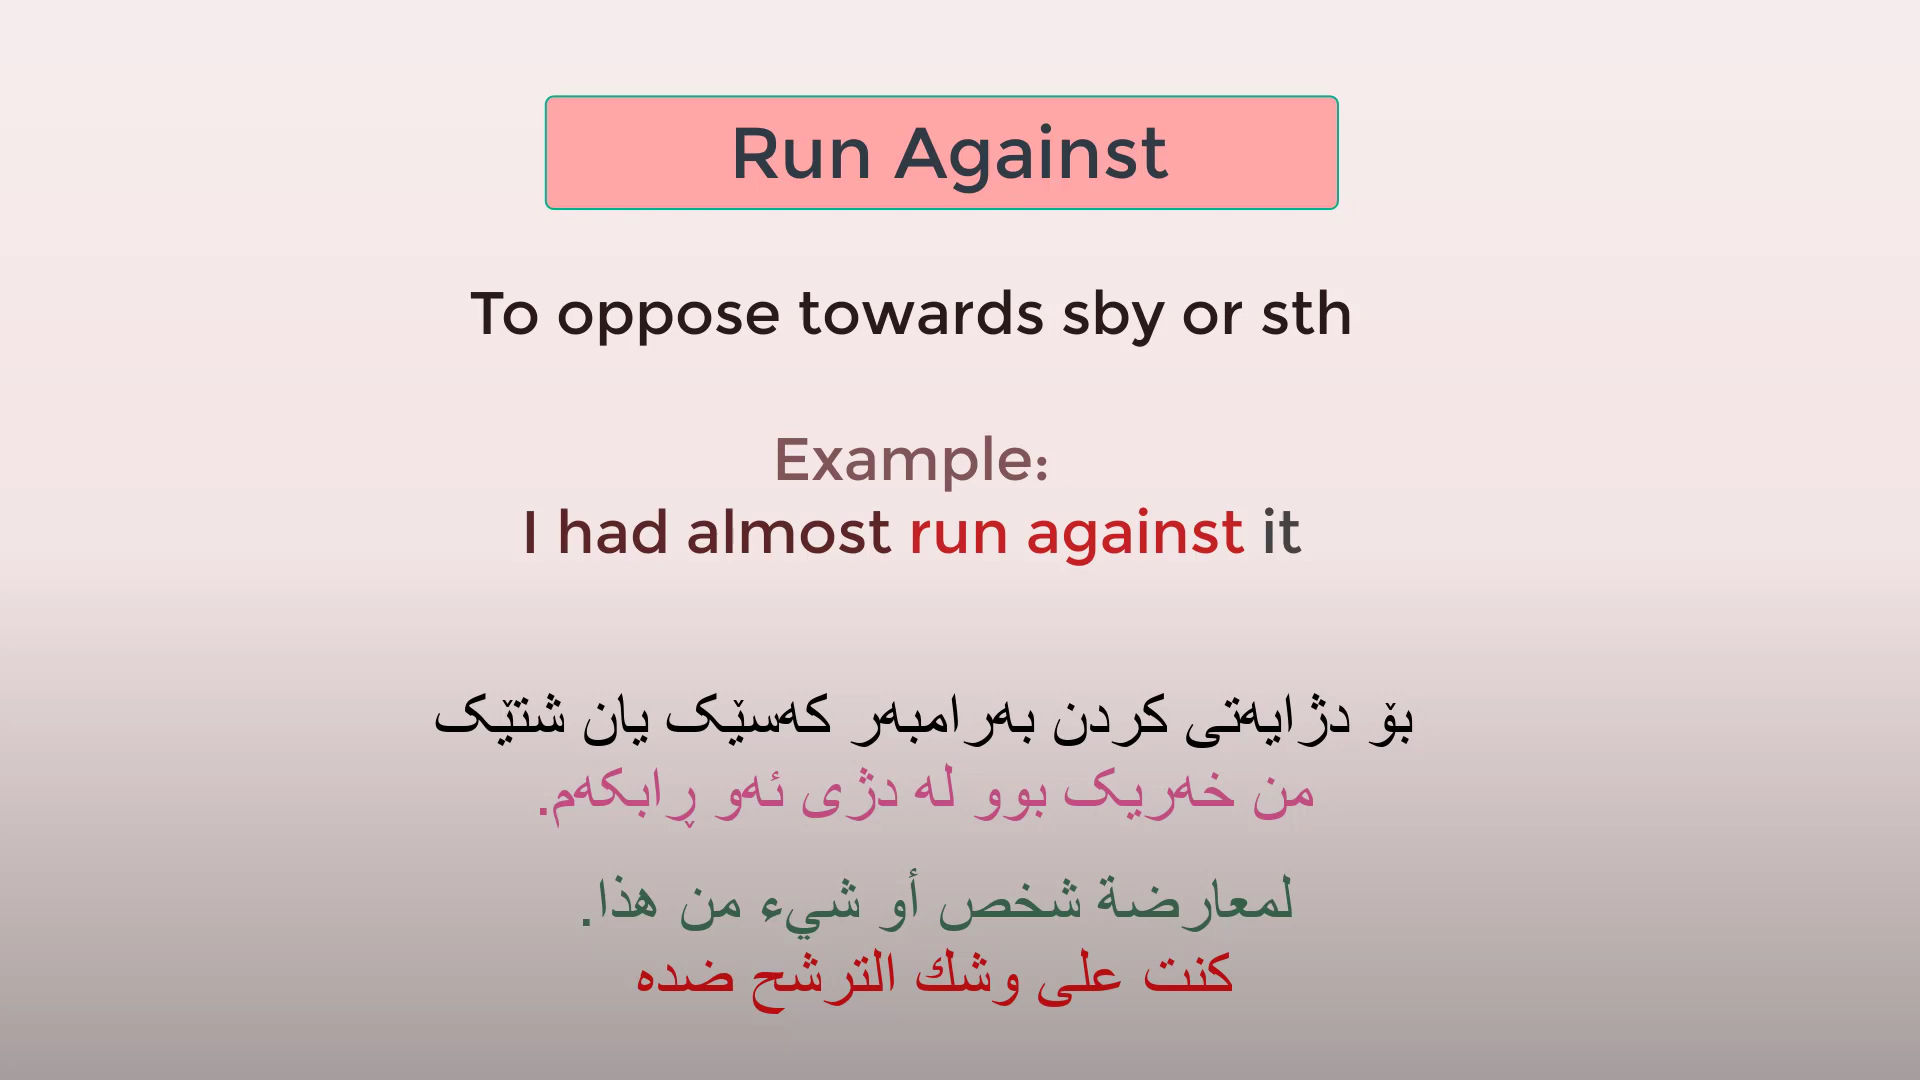 Run Against
To oppose towards sby or sth
Example:
I had almost run against it
بۆ دژایەتی کردن بەرامبەر کەسێک یان شتێک
من خەریک بوو لە دژی ئەو ڕابکەم.
لمعارضة شخص أو شيء من هذا.
كنت على وشك الترشح ضده